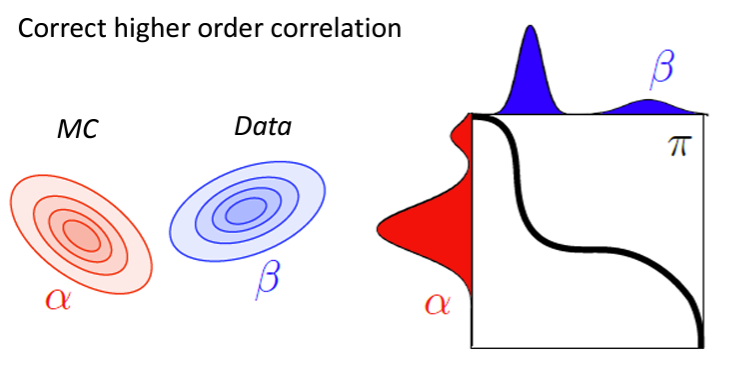 Correct higher order correlation
MC
Data
α
β
β
π
α